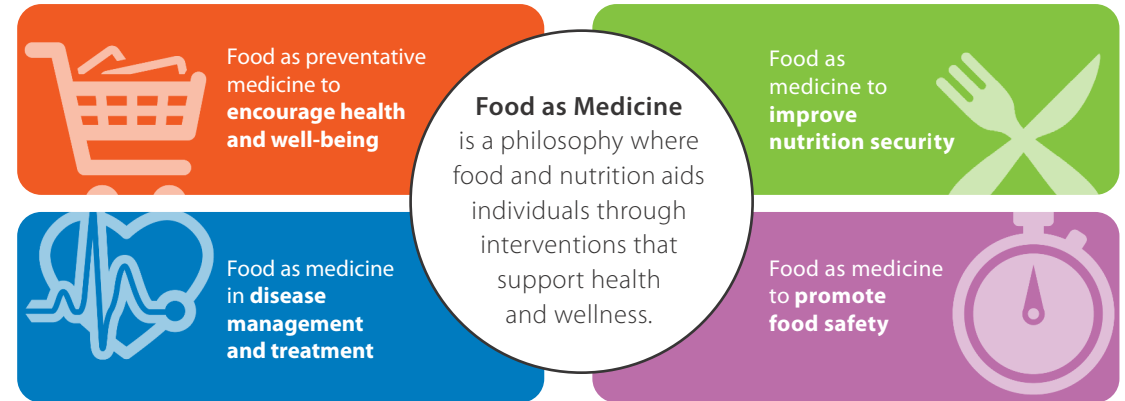 Food as preventative
medicine to
encourage health
and well-being
Food as Medicine
is a philosophy where
food and nutrition aids
individuals through
interventions that
support health
and wellness.
Food as
medicine to
improve
nutrition security
Food as medicine
in disease
management
and treatment
Food as medicine
to promote
food safety